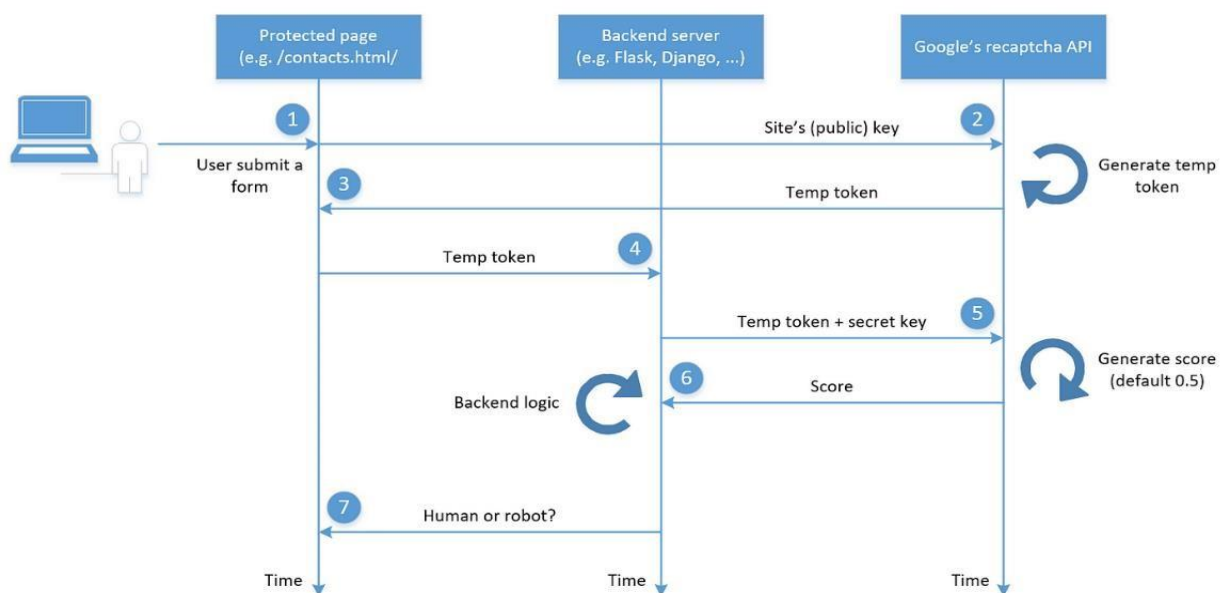 Protected page
(e.g. /contacts.html/
Backend server
(e.g. Flask, Django, ...)
Google's recaptcha API
1
Site's (public) key
2
User submit a
form
Generate temp
token
3
Temp token
Temp token
4
Temp token + secret key
5
Generate score
(default 0.5)
6
Score
Backend logic
7
Human or robot?
Time
Time
Time